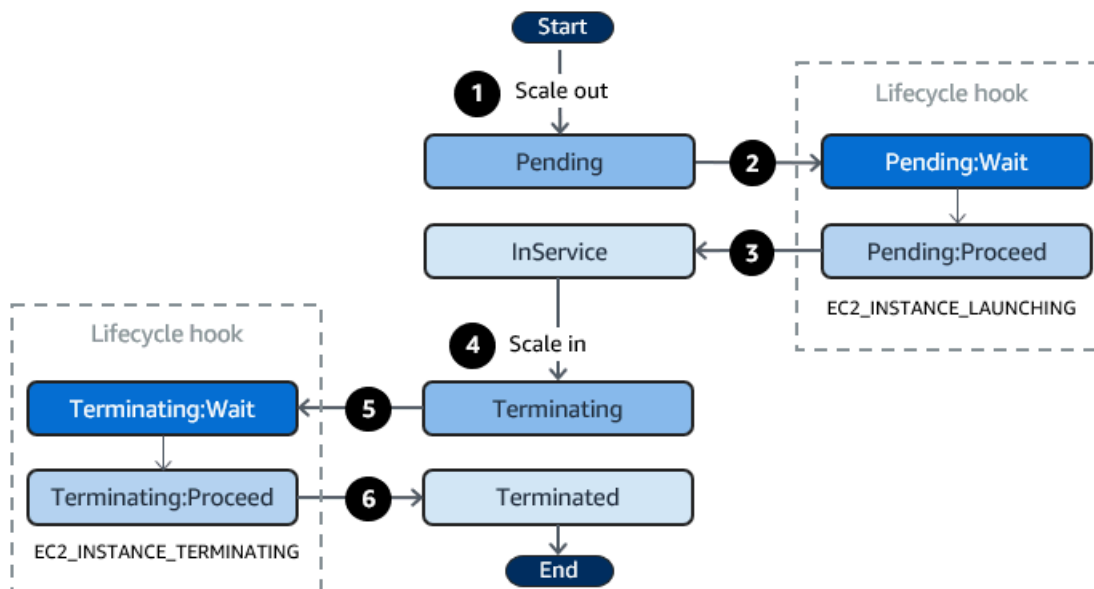 Start
1 Scale out
Lifecycle hook
Pending
2
Pending:Wait
InService
3
Pending:Proceed
EC2_INSTANCE_LAUNCHING
Lifecycle hook
4 Scale in
Terminating:Wait
5
Terminating
Terminating:Proceed
6
Terminated
EC2_INSTANCE_TERMINATING
End